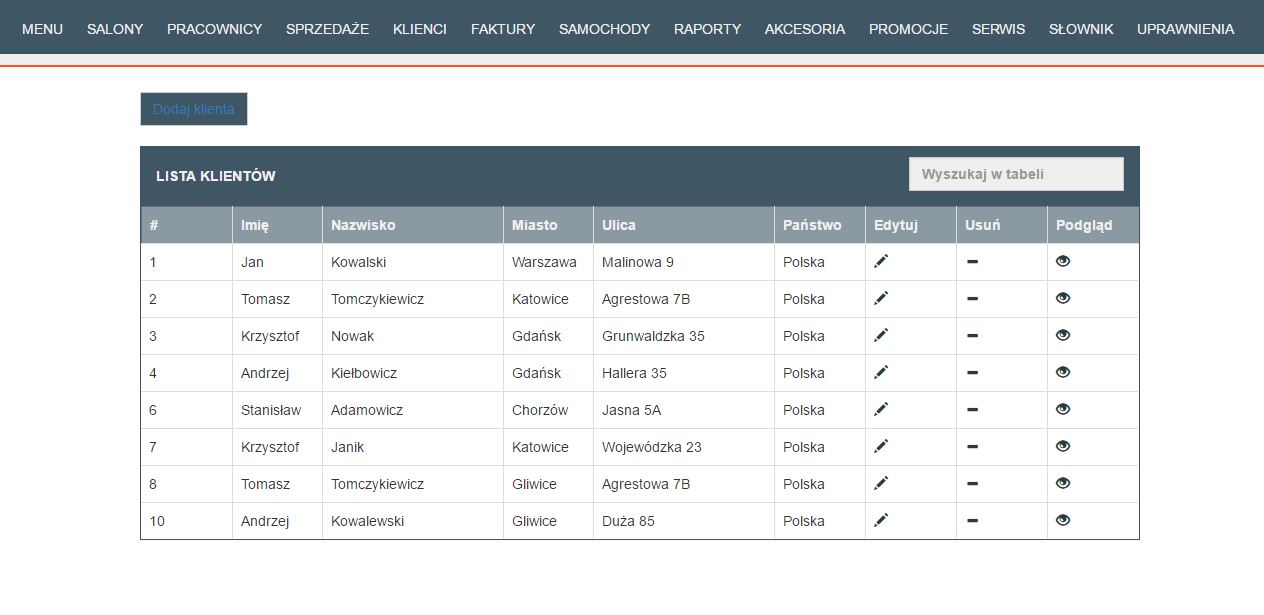 MENU SALONY PRACOWNICY SPRZEDAŻE KLIENCI FAKTURY SAMOCHODY RAPORTY AKCESORIA PROMOCJE SERWIS SŁOWNIK UPRAWNIENIA
Dodaj klienta
LISTA KLIENTÓW Wyszukaj w tabeli
# Imię Nazwisko Miasto Ulica Państwo Edytuj Usuń Podgląd
1 Jan Kowalski Warszawa Malinowa 9 Polska
2 Tomasz Tomczykiewicz Katowice Agrestowa 7B Polska
3 Krzysztof Nowak Gdańsk Grunwaldzka 35 Polska
4 Andrzej Kiełbowicz Gdańsk Hallera 35 Polska
6 Stanisław Adamowicz Chorzów Jasna 5A Polska
7 Krzysztof Janik Katowice Wojewódzka 23 Polska
8 Tomasz Tomczykiewicz Gliwice Agrestowa 7B Polska
10 Andrzej Kowalewski Gliwice Duża 85 Polska